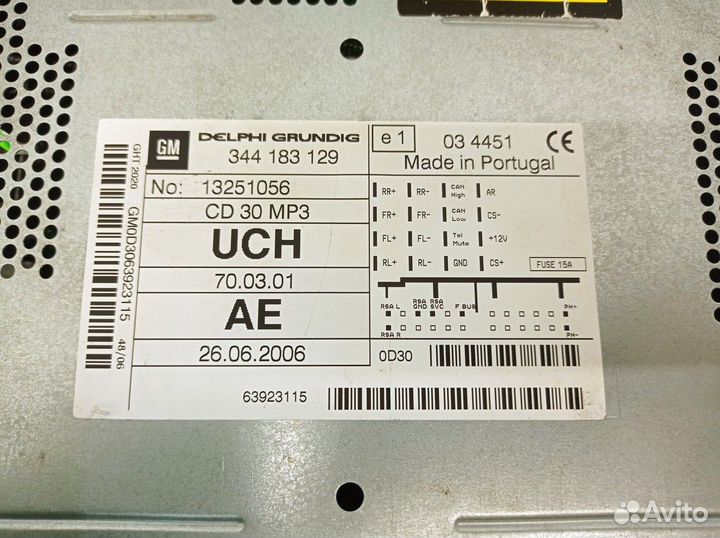 GM DELPHI GRUNDIG
344 183 129
e 1 03 4451 CE
Made in Portugal
No: 13251056
CD 30 MP3
UCH
70.03.01
AE
26.06.2006
RR+ RR- CAN High AR
FR+ FR- CAN Low CS-
FL+ FL- Tel Mute +12V
RL+ RL- GND CS+
FUSE 15A
RSA L RSA GND RSA SVC F BUS PH+
RSA R PH-
0D30
63923115
GHT 2020
GM0D3063923115
48/06
Avito